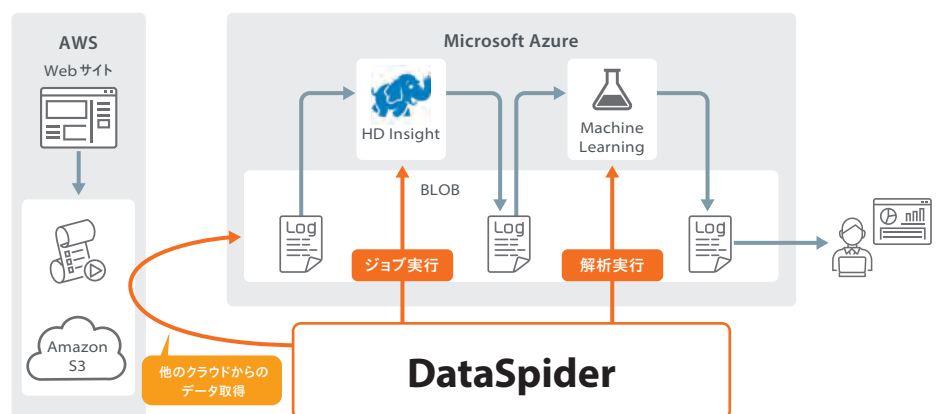 AWS
Webサイト
Amazon
S3
他のクラウドからの
データ取得
Microsoft Azure
HD Insight
Machine
Learning
BLOB
Log
Log
Log
ジョブ実行
解析実行
DataSpider